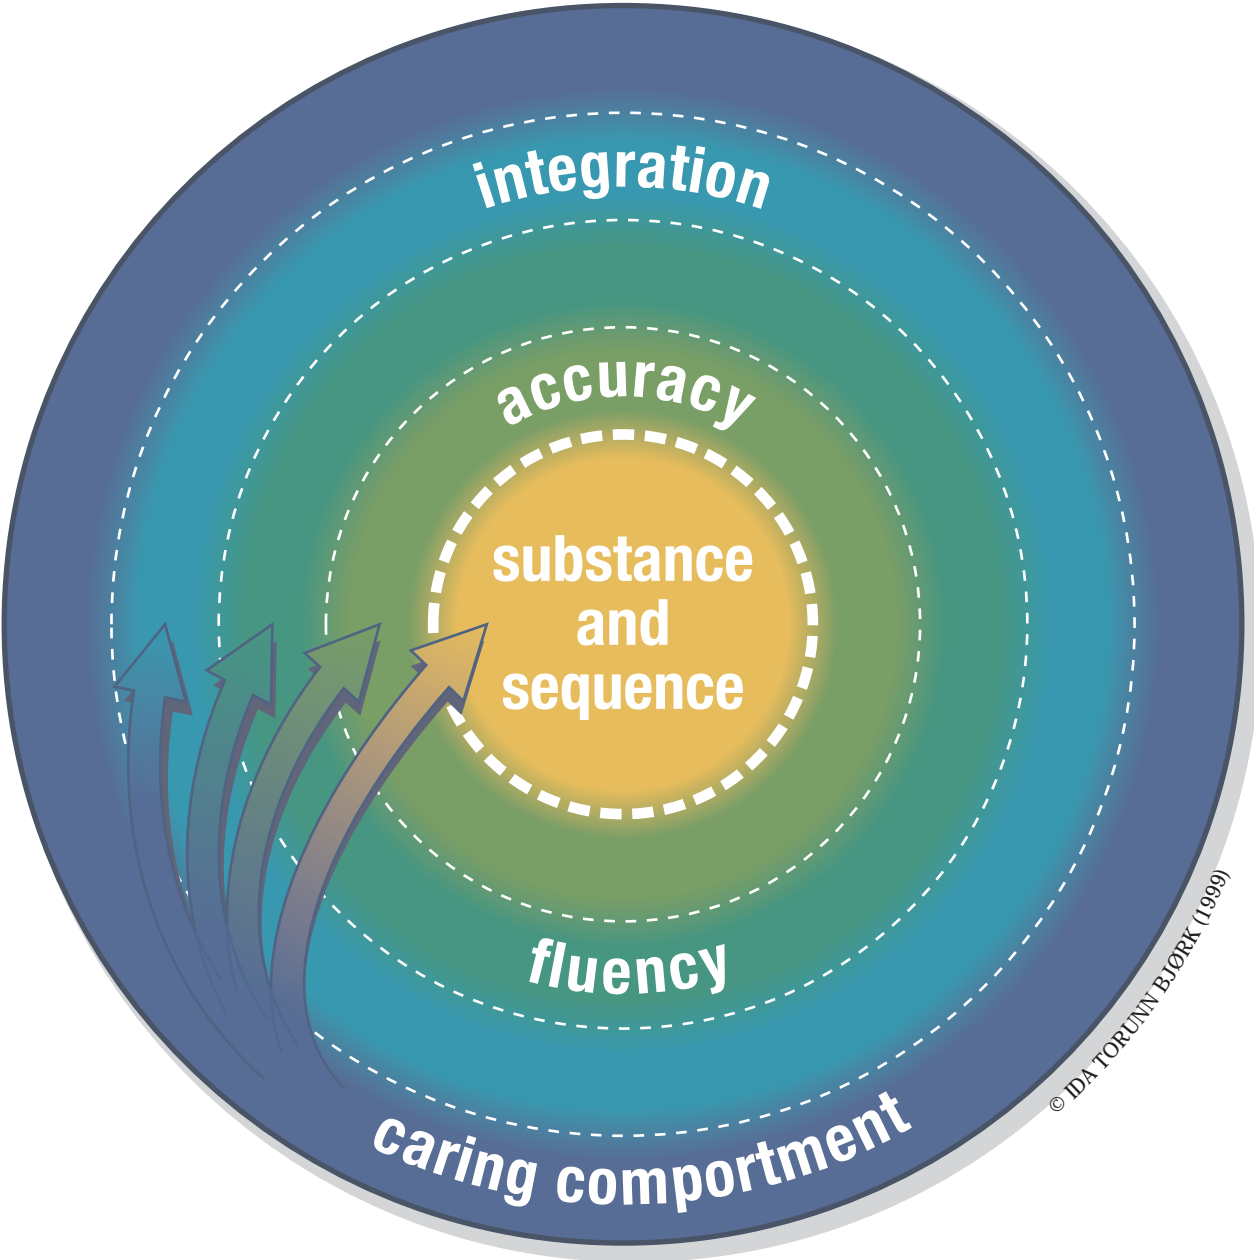 integration
accuracy
substance
and
sequence
fluency
caring comportment
© IDA TORUNN BJØRK (1999)